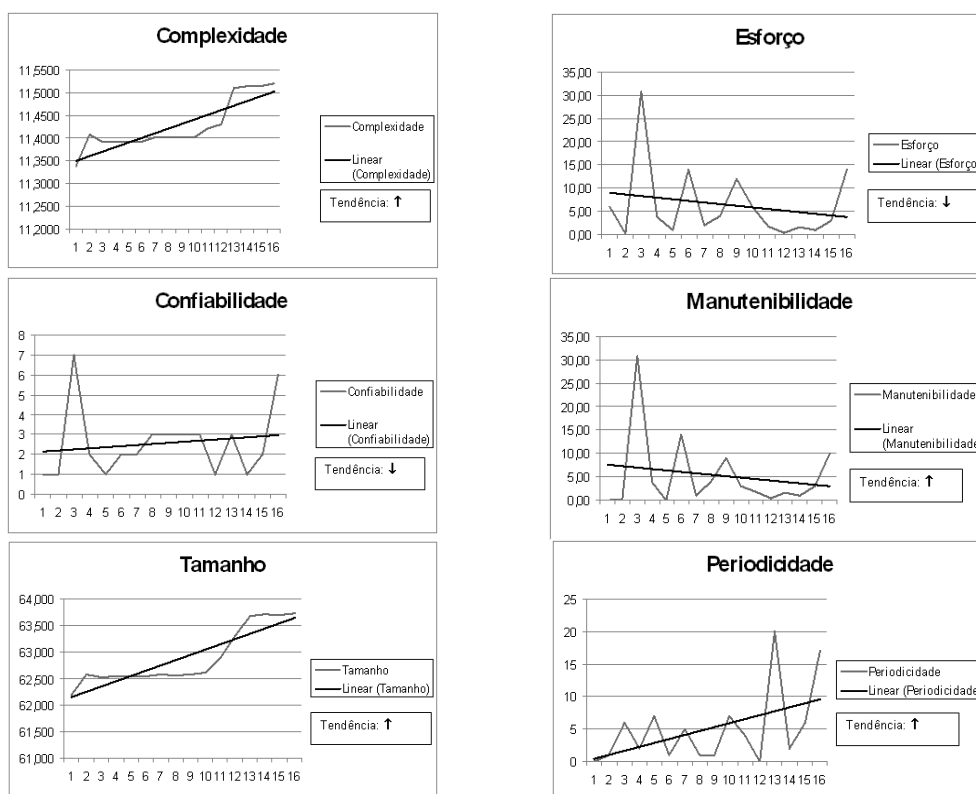 Complexidade
11,5500
11,5000
11,4500
11,4000
11,3500
11,3000
11,2500
11,2000
1 2 3 4 5 6 7 8 9 10 11 12 13 14 15 16
Complexidade
Linear
(Complexidade)
Tendência: ↑
Esforço
35,00
30,00
25,00
20,00
15,00
10,00
5,00
0,00
1 2 3 4 5 6 7 8 9 10 11 12 13 14 15 16
Esforço
Linear (Esforço
Tendência: ↓
Confiabilidade
8
7
6
5
4
3
2
1
0
1 2 3 4 5 6 7 8 9 10 11 12 13 14 15 16
Confiabilidade
Linear
(Confiabilidade)
Tendência: ↓
Manutenibilidade
35,00
30,00
25,00
20,00
15,00
10,00
5,00
0,00
1 2 3 4 5 6 7 8 9 10 11 12 13 14 15 16
Manutenibilidade
Linear
(Manutenibilidade
Tendência: ↑
Tamanho
64,000
63,500
63,000
62,500
62,000
61,500
61,000
1 2 3 4 5 6 7 8 9 10 11 12 13 14 15 16
Tamanho
Linear (Tamanho)
Tendência: ↑
Periodicidade
25
20
15
10
5
0
1 2 3 4 5 6 7 8 9 10 11 12 13 14 15 16
Periodicidade
Linear (Periodicidade
Tendência: ↑